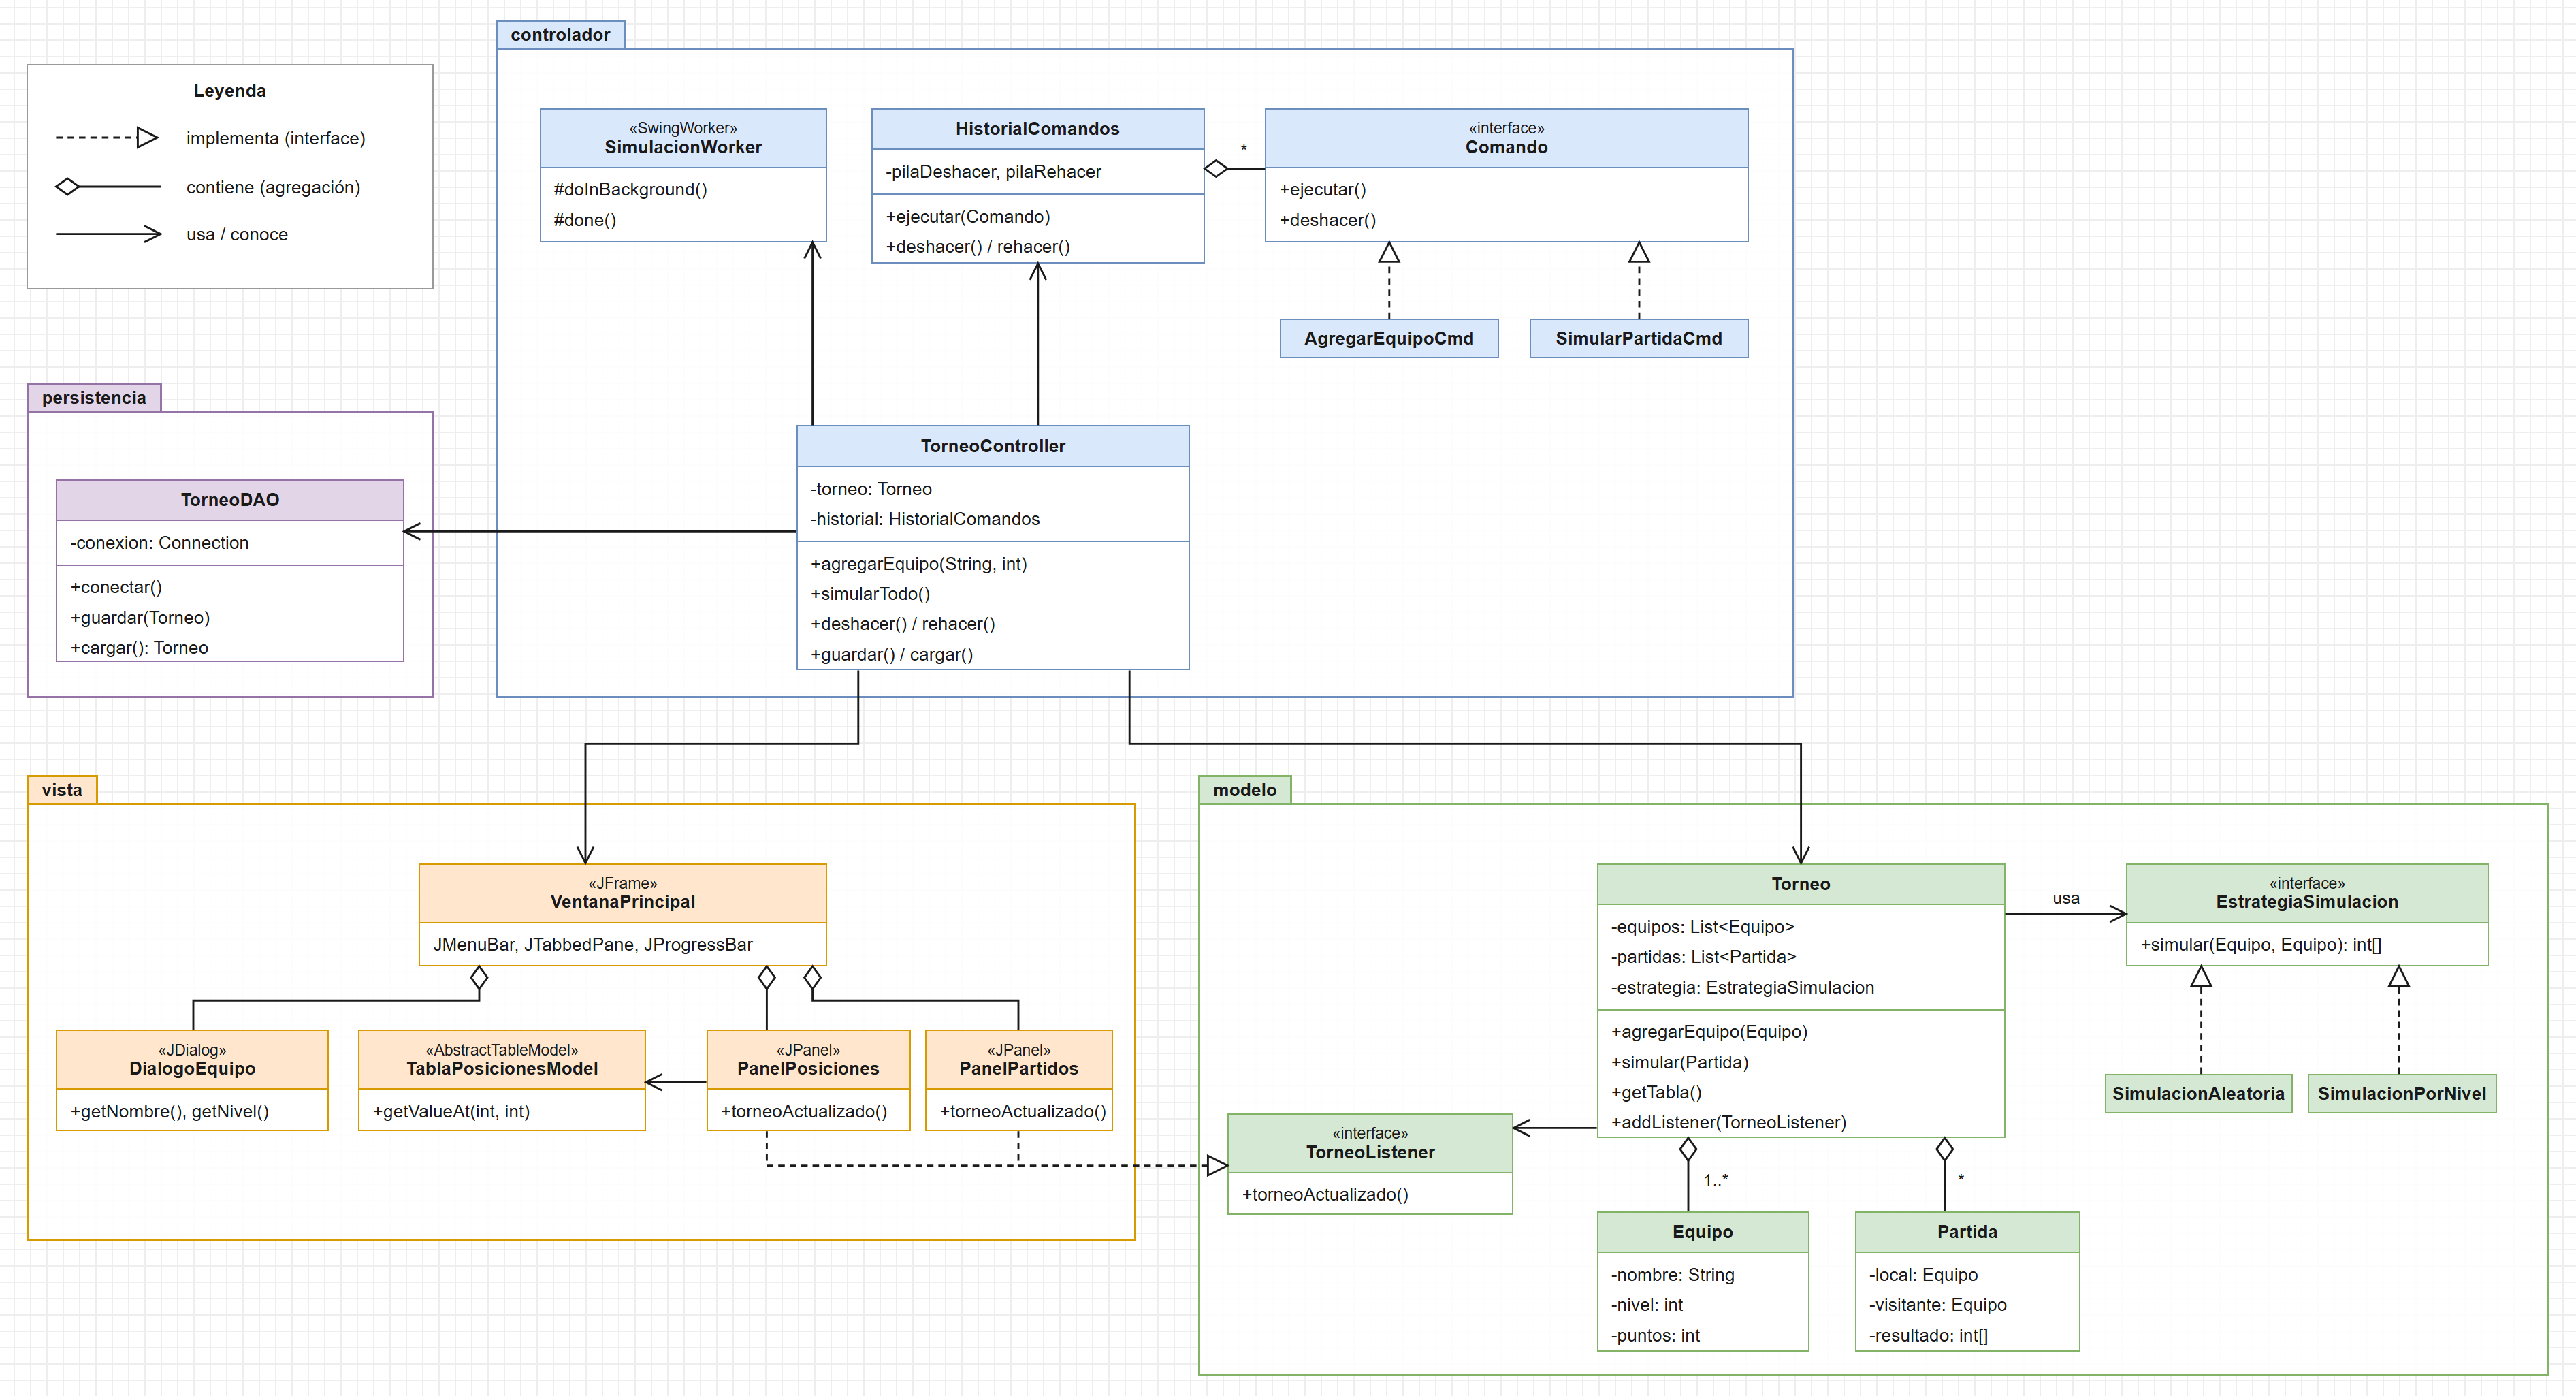 controlador
Leyenda
implementa (interface)
contiene (agregación)
usa / conoce
«SwingWorker»
SimulacionWorker
#doInBackground()
#done()
HistorialComandos
-pilaDeshacer, pilaRehacer
+ejecutar(Comando)
+deshacer() / rehacer()
*
«interface»
Comando
+ejecutar()
+deshacer()
AgregarEquipoCmd
SimularPartidaCmd
persistencia
TorneoDAO
-conexion: Connection
+conectar()
+guardar(Torneo)
+cargar(): Torneo
TorneoController
-torneo: Torneo
-historial: HistorialComandos
+agregarEquipo(String, int)
+simularTodo()
+deshacer() / rehacer()
+guardar() / cargar()
vista
«JFrame»
VentanaPrincipal
JMenuBar, JTabbedPane, JProgressBar
«JDialog»
DialogoEquipo
+getNombre(), getNivel()
«AbstractTableModel»
TablaPosicionesModel
+getValueAt(int, int)
«JPanel»
PanelPosiciones
+torneoActualizado()
«JPanel»
PanelPartidos
+torneoActualizado()
modelo
Torneo
-equipos: List<Equipo>
-partidas: List<Partida>
-estrategia: EstrategiaSimulacion
+agregarEquipo(Equipo)
+simular(Partida)
+getTabla()
+addListener(TorneoListener)
usa
«interface»
EstrategiaSimulacion
+simular(Equipo, Equipo): int[]
SimulacionAleatoria
SimulacionPorNivel
«interface»
TorneoListener
+torneoActualizado()
1..*
*
Equipo
-nombre: String
-nivel: int
-puntos: int
Partida
-local: Equipo
-visitante: Equipo
-resultado: int[]